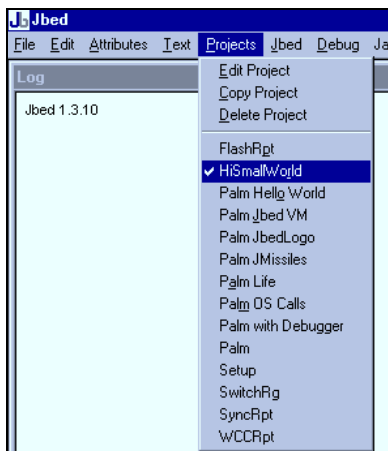 Jbed
File Edit Attributes Text Projects Jbed Debug Ja
Log
Jbed 1.3.10
Edit Project
Copy Project
Delete Project
FlashRpt
HiSmallWorld
Palm Hello World
Palm Jbed VM
Palm JbedLogo
Palm JMissiles
Palm Life
Palm OS Calls
Palm with Debugger
Palm
Setup
SwitchRg
SyncRpt
WCCRpt